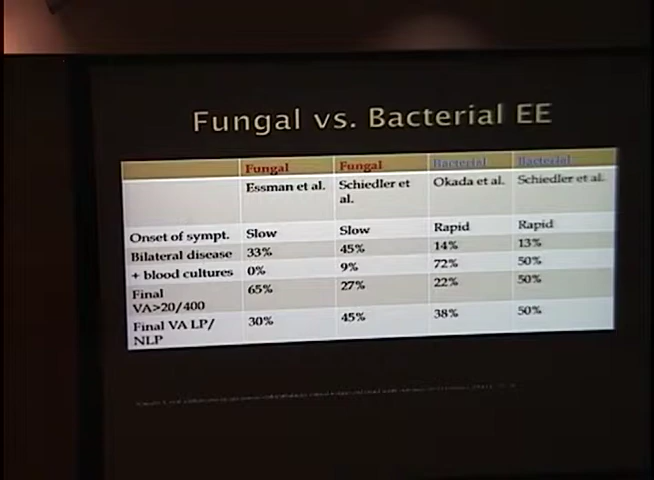 Fungal vs. Bacterial EE
Fungal Fungal Bacterial Bacterial
Essman et al. Schiedler et al. Okada et al. Schiedler et al.
Onset of sympt. Slow Slow Rapid Rapid
Bilateral disease 33% 45% 14% 13%
+ blood cultures 0% 9% 72% 50%
Final VA>20/400 65% 27% 22% 50%
Final VA LP/ NLP 30% 45% 38% 50%